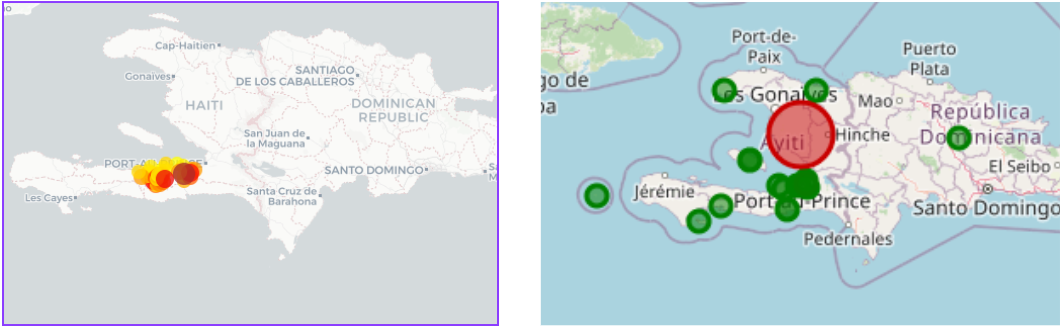 Cap-Haitien
Gonaives
SANTIAGO
DE LOS CABALLEROS
HAITI
DOMINICAN
REPUBLIC
San Juan de
la Maguana
SANTO DOMINGO
Les Cayes
Santa Cruz de
Barahona
Port-de-
Paix
Puerto
Plata
go de
ba
Les Gonaïves
Mao
República
Dominicana
Ayiti
Hinche
El Seibo
Jérémie
Port-au-Prince
Santo Domingo
Pedernales